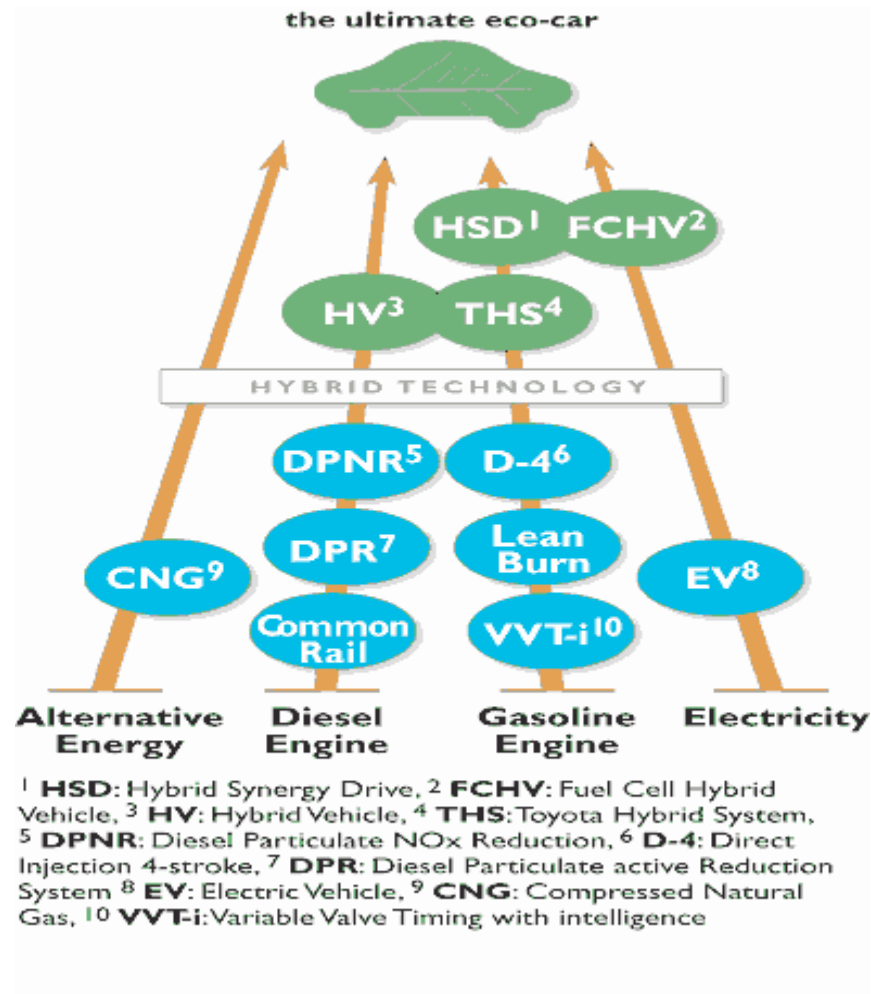 the ultimate eco-car
HSD¹ FCHV²
HV³ THS⁴
HYBRID TECHNOLOGY
DPNR⁵ D-4⁶
DPR⁷ Lean
Burn
CNG⁹ EV⁸
Common
Rail
VVT-i¹⁰
Alternative
Energy
Diesel
Engine
Gasoline
Engine
Electricity
¹ HSD: Hybrid Synergy Drive, ² FCHV: Fuel Cell Hybrid
Vehicle, ³ HV: Hybrid Vehicle, ⁴ THS: Toyota Hybrid System,
⁵ DPNR: Diesel Particulate NOx Reduction, ⁶ D-4: Direct
Injection 4-stroke, ⁷ DPR: Diesel Particulate active Reduction
System ⁸ EV: Electric Vehicle, ⁹ CNG: Compressed Natural
Gas, ¹⁰ VVT-i: Variable Valve Timing with intelligence